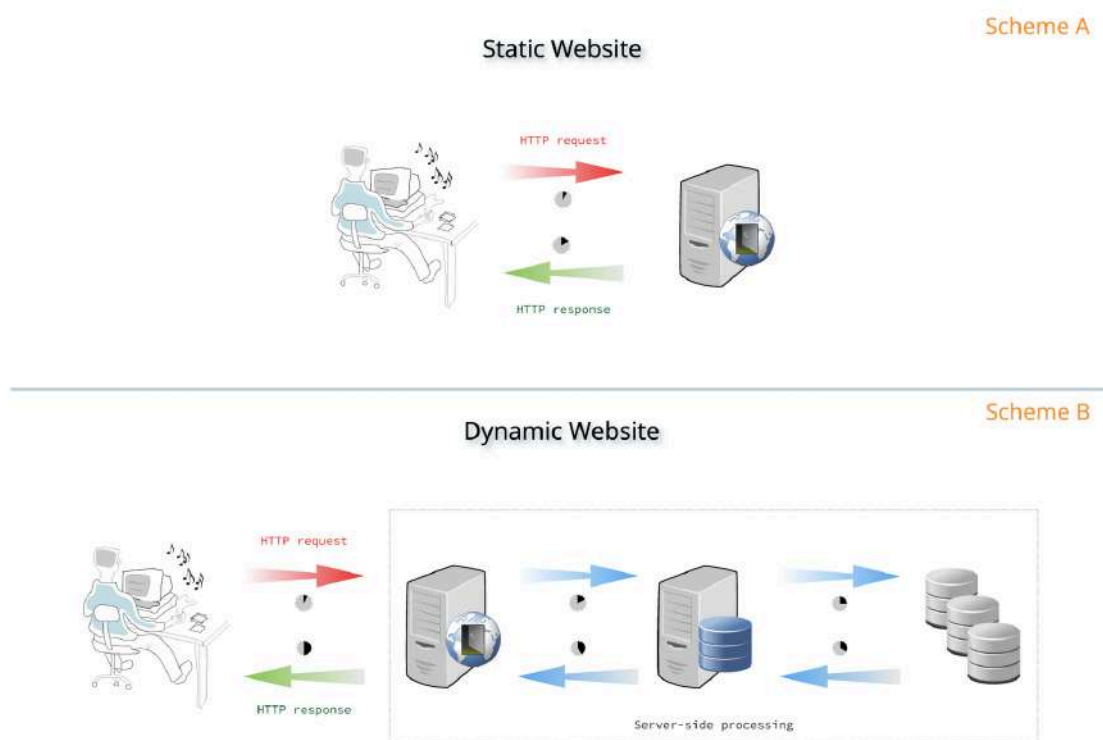 Scheme A
Static Website
HTTP request
HTTP response
Scheme B
Dynamic Website
HTTP request
HTTP response
Server-side processing